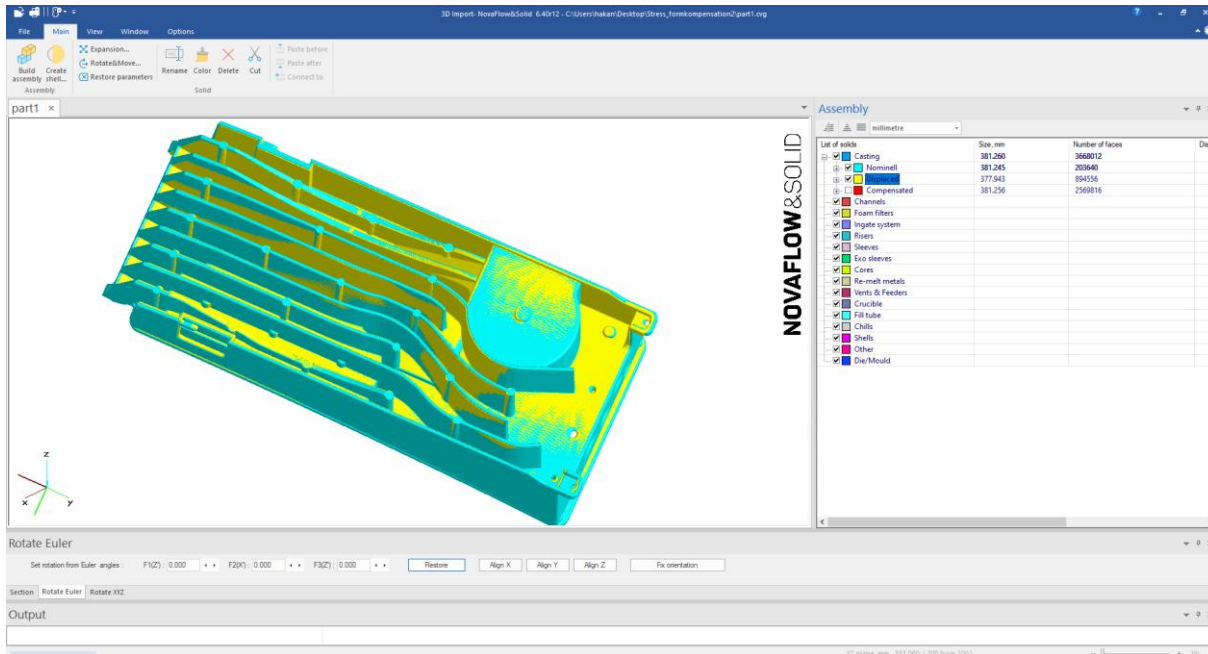 3D Import- NovaFlow&Solid 6.40r12 - C:\Users\hakan\Desktop\Stress_formkompensation2\part1.cvg
File Main View Window Options
Build assembly
Create shell...
Expansion...
Rotate&Move...
Restore parameters
Rename Color Delete Cut
Paste before
Paste after
Connect to
Assembly Solid
part1 ×
Assembly
millimetre
List of solids Size, mm Number of faces
Casting 381.260 3668012
Nominell 381.245 203640
Displaced 377.943 894556
Compensated 381.256 2569816
Channels
Foam filters
Ingate system
Risers
Sleeves
Exo sleeves
Cores
Re-melt metals
Vents & Feeders
Crucible
Fill tube
Chills
Shells
Other
Die/Mould
NOVAFLOW&SOLID
Z
X Y
Rotate Euler
Set rotation from Euler angles : F1(Z') : 0.000 F2(X') : 0.000 F3(Z') : 0.000 Restore Align X Align Y Align Z Fix orientation
Section Rotate Euler Rotate XYZ
Output